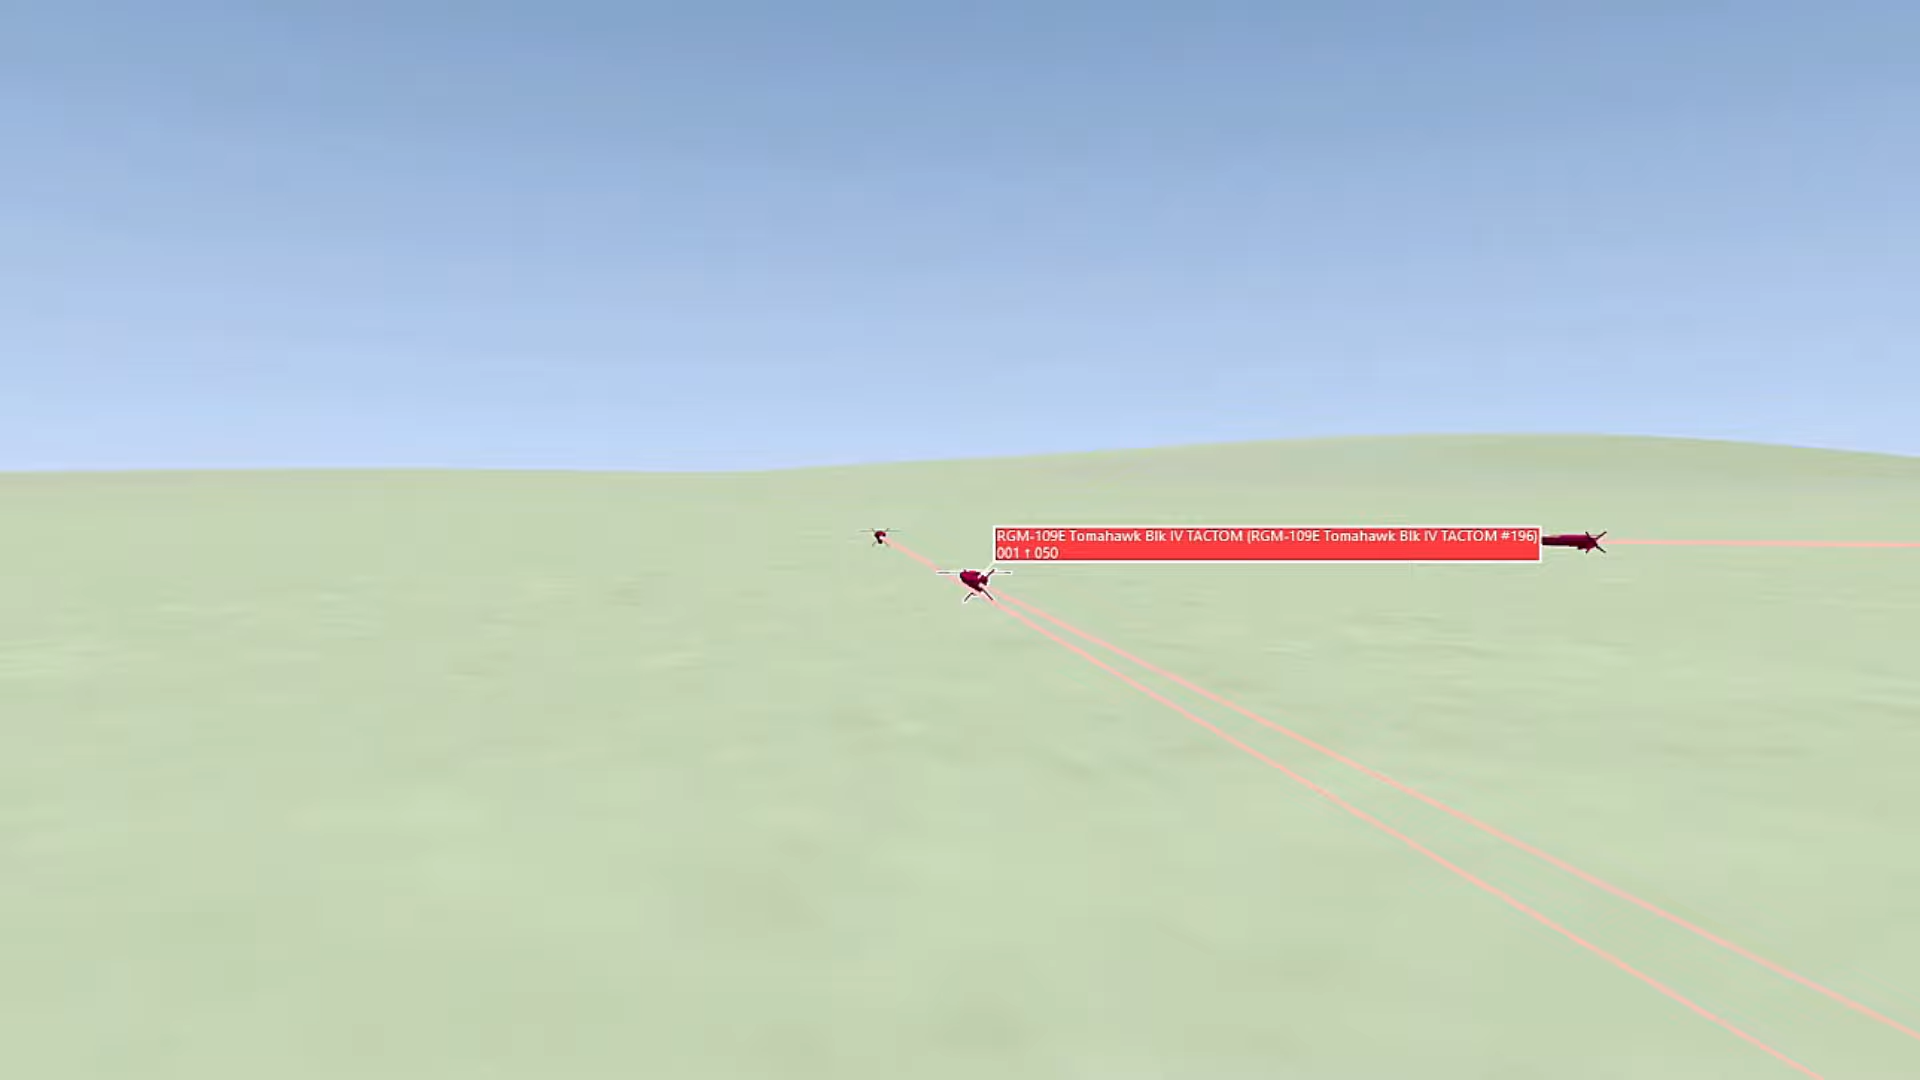 RGM-109E Tomahawk Blk IV TACTOM (RGM-109E Tomahawk Blk IV TACTOM #196)
001 ↑ 050